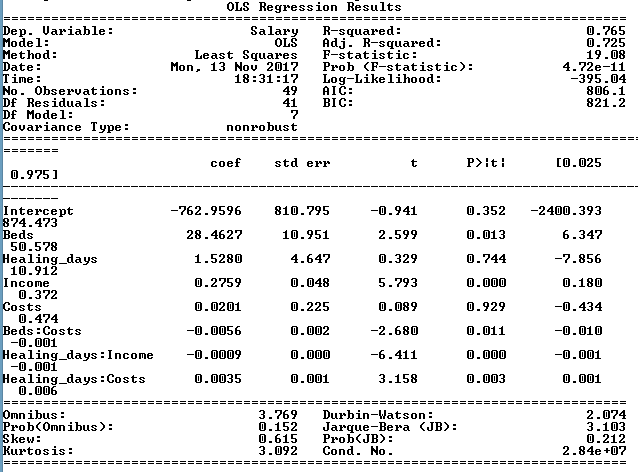 OLS Regression Results
==============================================================================
Dep. Variable: Salary R-squared: 0.765
Model: OLS Adj. R-squared: 0.725
Method: Least Squares F-statistic: 19.08
Date: Mon, 13 Nov 2017 Prob (F-statistic): 4.72e-11
Time: 18:31:17 Log-Likelihood: -395.04
No. Observations: 49 AIC: 806.1
Df Residuals: 41 BIC: 821.2
Df Model: 7
Covariance Type: nonrobust
==============================================================================
=======
coef std err t P>|t| [0.025
0.975]
------------------------------------------------------------------------------
-------
Intercept -762.9596 810.795 -0.941 0.352 -2400.393
874.473
Beds 28.4627 10.951 2.599 0.013 6.347
50.578
Healing_days 1.5280 4.647 0.329 0.744 -7.856
10.912
Income 0.2759 0.048 5.793 0.000 0.180
0.372
Costs 0.0201 0.225 0.089 0.929 -0.434
0.474
Beds:Costs -0.0056 0.002 -2.680 0.011 -0.010
-0.001
Healing_days:Income -0.0009 0.000 -6.411 0.000 -0.001
-0.001
Healing_days:Costs 0.0035 0.001 3.158 0.003 0.001
0.006
==============================================================================
Omnibus: 3.769 Durbin-Watson: 2.074
Prob(Omnibus): 0.152 Jarque-Bera (JB): 3.103
Skew: 0.615 Prob(JB): 0.212
Kurtosis: 3.092 Cond. No. 2.84e+07
==============================================================================